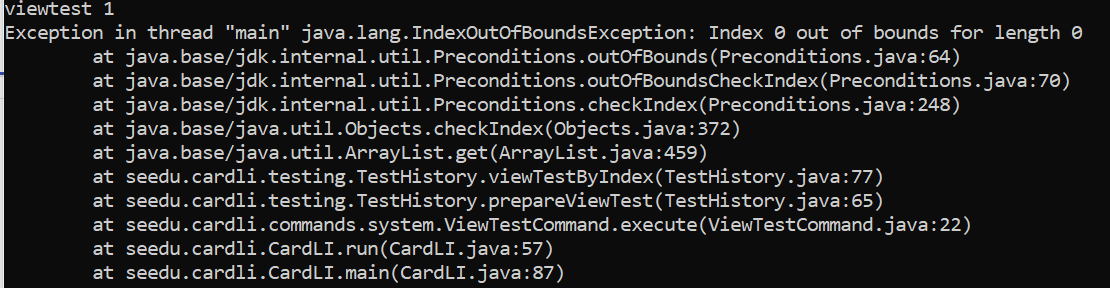 viewtest 1
Exception in thread "main" java.lang.IndexOutOfBoundsException: Index 0 out of bounds for length 0
        at java.base/jdk.internal.util.Preconditions.outOfBounds(Preconditions.java:64)
        at java.base/jdk.internal.util.Preconditions.outOfBoundsCheckIndex(Preconditions.java:70)
        at java.base/jdk.internal.util.Preconditions.checkIndex(Preconditions.java:248)
        at java.base/java.util.Objects.checkIndex(Objects.java:372)
        at java.base/java.util.ArrayList.get(ArrayList.java:459)
        at seedu.cardli.testing.TestHistory.viewTestByIndex(TestHistory.java:77)
        at seedu.cardli.testing.TestHistory.prepareViewTest(TestHistory.java:65)
        at seedu.cardli.commands.system.ViewTestCommand.execute(ViewTestCommand.java:22)
        at seedu.cardli.CardLI.run(CardLI.java:57)
        at seedu.cardli.CardLI.main(CardLI.java:87)